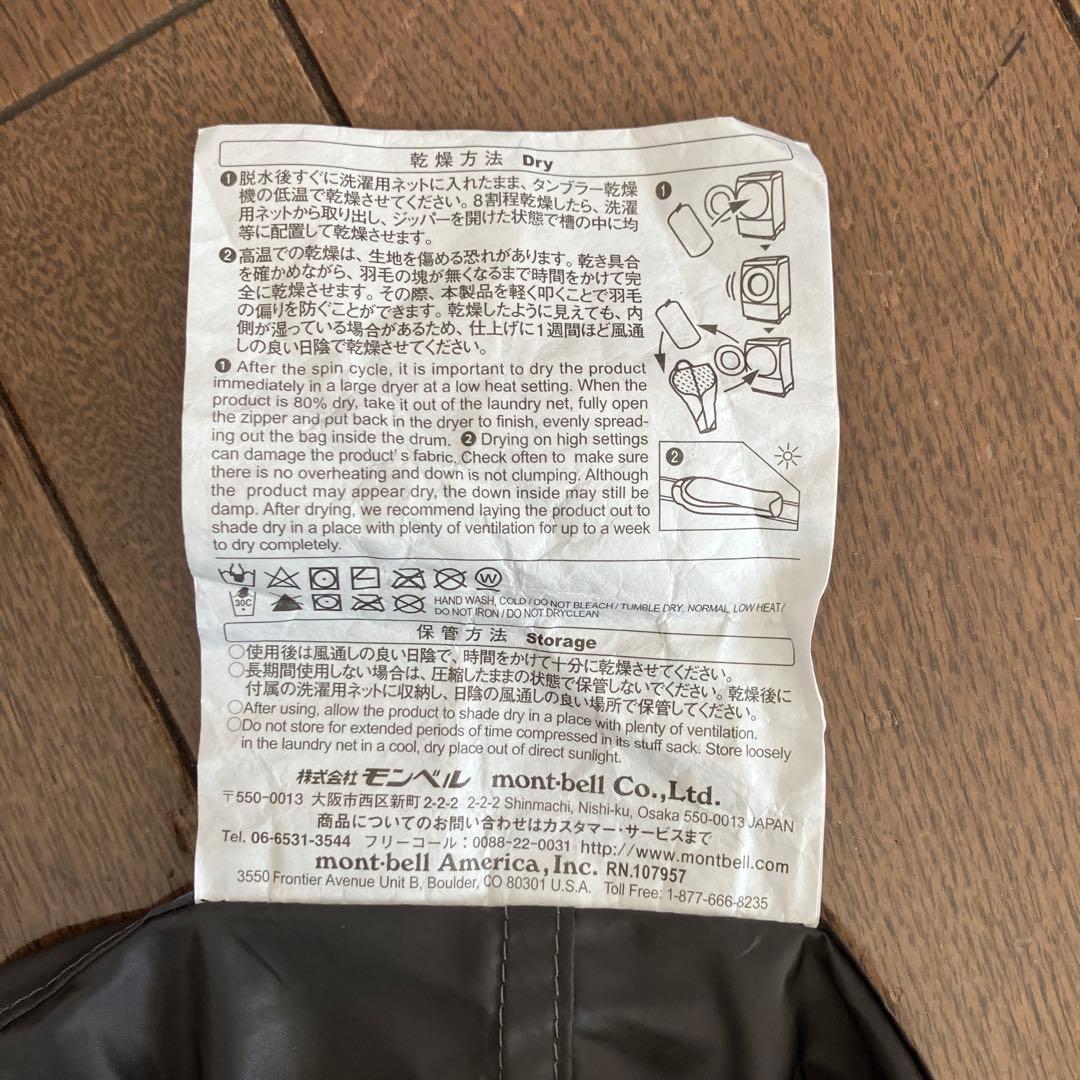 乾燥方法 Dry
❶脱水後すぐに洗濯用ネットに入れたまま、タンブラー乾燥
機の低温で乾燥させてください。8割程乾燥したら、洗濯
用ネットから取り出し、ジッパーを開けた状態で槽の中に均
等に配置して乾燥させます。
❷高温での乾燥は、生地を傷める恐れがあります。乾き具合
を確かめながら、羽毛の塊が無くなるまで時間をかけて完
全に乾燥させます。その際、本製品を軽く叩くことで羽毛
の偏りを防ぐことができます。乾燥したように見えても、内
側が湿っている場合があるため、仕上げに1週間ほど風通
しの良い日陰で乾燥させてください。
❶ After the spin cycle, it is important to dry the product
immediately in a large dryer at a low heat setting. When the
product is 80% dry, take it out of the laundry net, fully open
the zipper and put back in the dryer to finish, evenly spread-
ing out the bag inside the drum. ❷ Drying on high settings
can damage the product's fabric. Check often to make sure
there is no overheating and down is not clumping. Although
the product may appear dry, the down inside may still be
damp. After drying, we recommend laying the product out to
shade dry in a place with plenty of ventilation for up to a week
to dry completely.
❶
❷
W
30C
HAND WASH, COLD / DO NOT BLEACH / TUMBLE DRY, NORMAL, LOW HEAT /
DO NOT IRON / DO NOT DRYCLEAN
保管方法 Storage
○使用後は風通しの良い日陰で、時間をかけて十分に乾燥させてください。
○長期間使用しない場合は、圧縮したままの状態で保管しないでください。乾燥後に
付属の洗濯用ネットに収納し、日陰の風通しの良い場所で保管してください。
○After using, allow the product to shade dry in a place with plenty of ventilation.
○Do not store for extended periods of time compressed in its stuff sack. Store loosely
in the laundry net in a cool, dry place out of direct sunlight.
株式会社 モンベル mont-bell Co.,Ltd.
〒550-0013 大阪市西区新町2-2-2 2-2-2 Shinmachi, Nishi-ku, Osaka 550-0013 JAPAN
商品についてのお問い合わせはカスタマー・サービスまで
Tel. 06-6531-3544 フリーコール：0088-22-0031 http://www.montbell.com
mont-bell America, Inc. RN.107957
3550 Frontier Avenue Unit B, Boulder, CO 80301 U.S.A. Toll Free: 1-877-666-8235